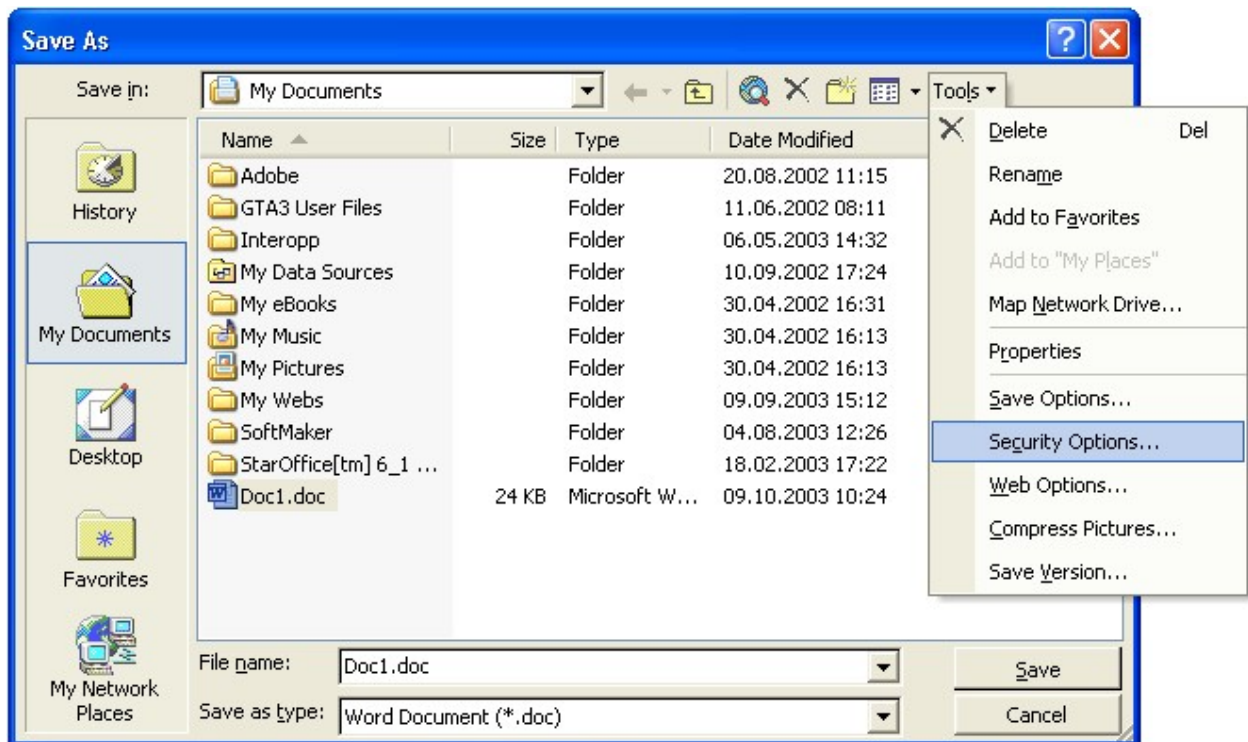 Save As
Save in: My Documents Tools
Name Size Type Date Modified
Adobe Folder 20.08.2002 11:15
GTA3 User Files Folder 11.06.2002 08:11
Interopp Folder 06.05.2003 14:32
My Data Sources Folder 10.09.2002 17:24
My eBooks Folder 30.04.2002 16:31
My Music Folder 30.04.2002 16:13
My Pictures Folder 30.04.2002 16:13
My Webs Folder 09.09.2003 15:12
SoftMaker Folder 04.08.2003 12:26
StarOffice[tm] 6_1 ... Folder 18.02.2003 17:22
Doc1.doc 24 KB Microsoft W... 09.10.2003 10:24
History
My Documents
Desktop
Favorites
My Network
Places
Delete Del
Rename
Add to Favorites
Add to "My Places"
Map Network Drive...
Properties
Save Options...
Security Options...
Web Options...
Compress Pictures...
Save Version...
File name: Doc1.doc Save
Save as type: Word Document (*.doc) Cancel